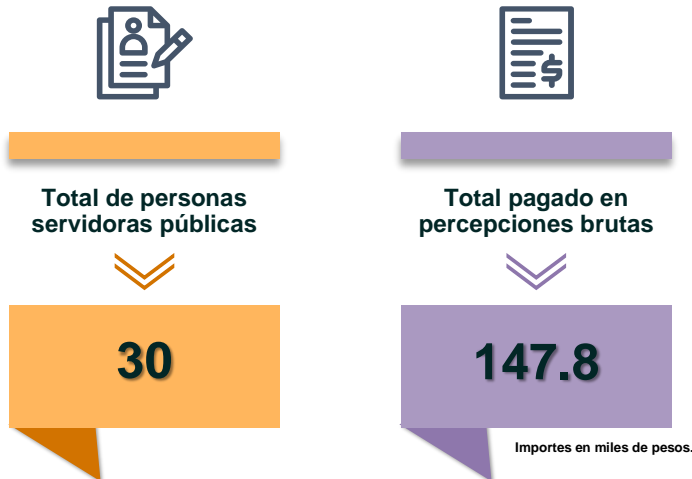 Total de personas
servidoras públicas
30
Total pagado en
percepciones brutas
147.8
Importes en miles de pesos.